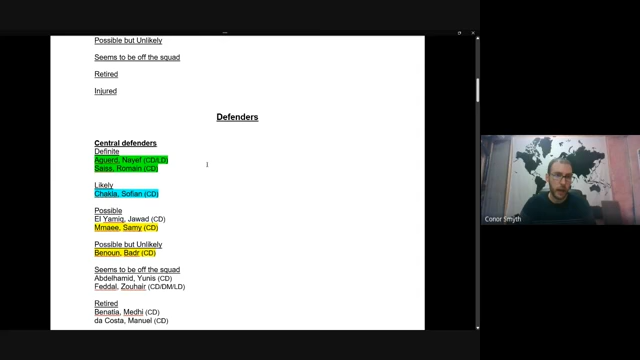 Possible but Unlikely
Seems to be off the squad
Retired
Injured
Defenders
Central defenders
Definite
Aguerd, Nayef (CD/LD)
Saiss, Romain (CD)
Likely
Chakla, Sofian (CD)
Possible
El Yamiq, Jawad (CD)
Mmaee, Samy (CD)
Possible but Unlikely
Benoun, Badr (CD)
Seems to be off the squad
Abdelhamid, Yunis (CD)
Feddal, Zouhair (CD/DM/LD)
Retired
Benatia, Medhi (CD)
da Costa, Manuel (CD)
Conor Smyth